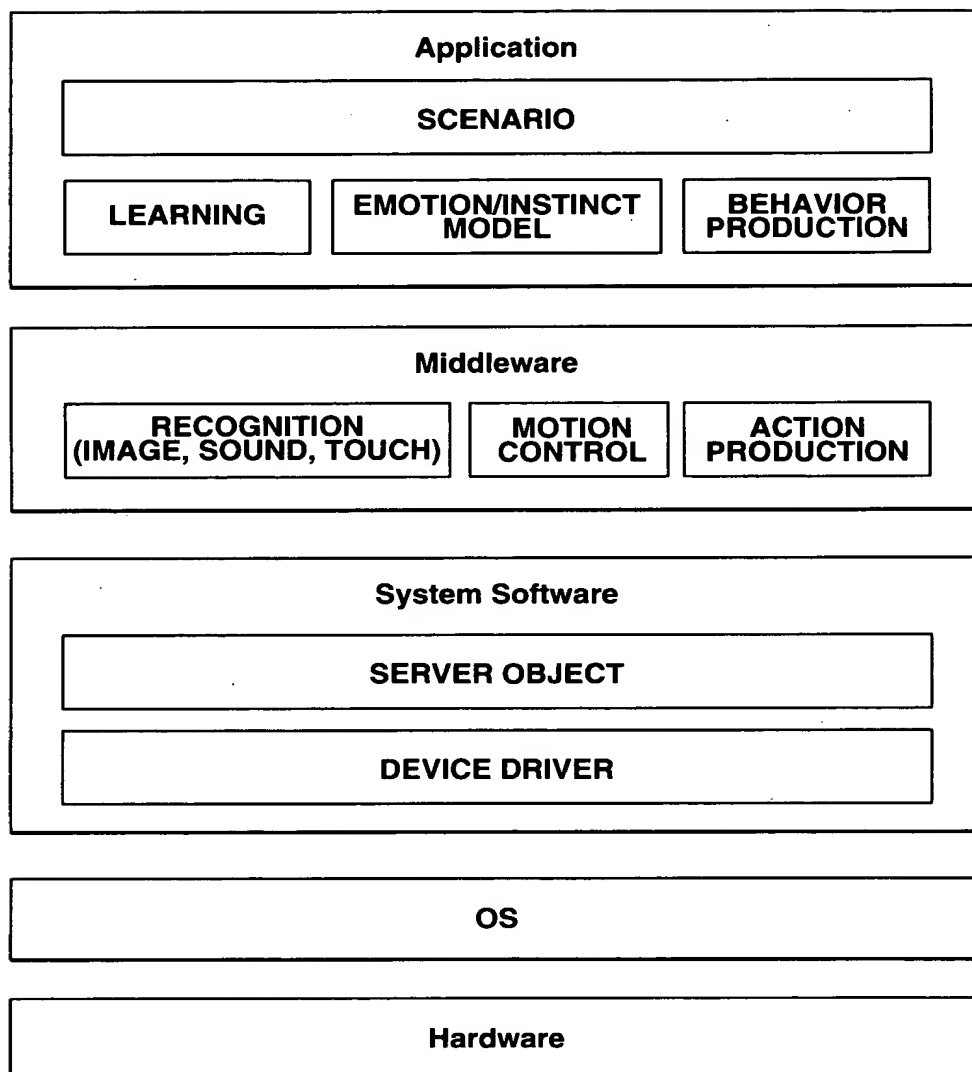 Application
SCENARIO
LEARNING
EMOTION/INSTINCT
MODEL
BEHAVIOR
PRODUCTION
Middleware
RECOGNITION
(IMAGE, SOUND, TOUCH)
MOTION
CONTROL
ACTION
PRODUCTION
System Software
SERVER OBJECT
DEVICE DRIVER
OS
Hardware